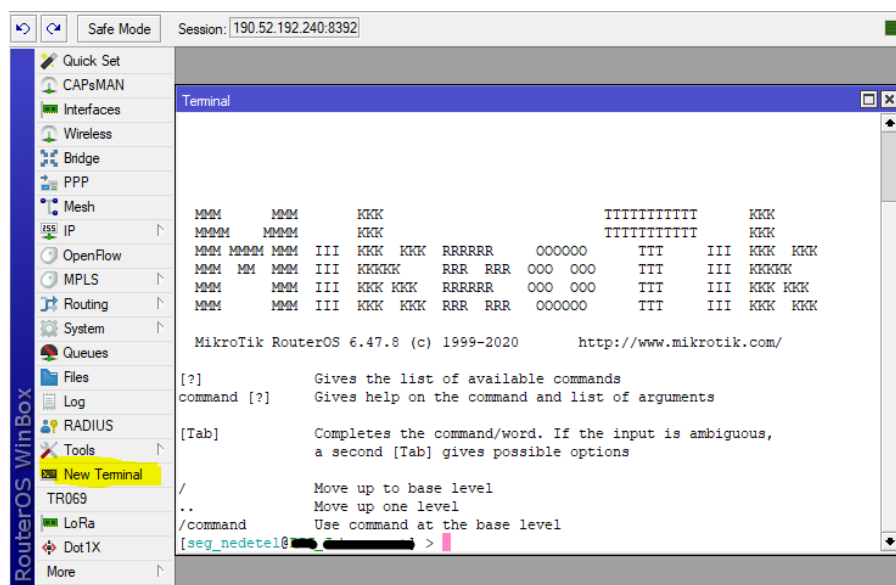 Safe Mode Session: 190.52.192.240:8392
Quick Set
CAPsMAN
Interfaces
Wireless
Bridge
PPP
Mesh
IP
OpenFlow
MPLS
Routing
System
Queues
Files
Log
RADIUS
Tools
New Terminal
TR069
LoRa
Dot1X
More
RouterOS WinBox
Terminal
MMM      MMM       KKK                          TTTTTTTTTTT      KKK
MMMM    MMMM       KKK                          TTTTTTTTTTT      KKK
MMM MMMM MMM  III  KKK  KKK  RRRRRR     OOOOOO      TTT     III  KKK  KKK
MMM  MM  MMM  III  KKKKK     RRR  RRR  OOO  OOO     TTT     III  KKKKK
MMM      MMM  III  KKK KKK   RRRRRR    OOO  OOO     TTT     III  KKK KKK
MMM      MMM  III  KKK  KKK  RRR  RRR   OOOOOO      TTT     III  KKK  KKK
MikroTik RouterOS 6.47.8 (c) 1999-2020       http://www.mikrotik.com/
[?]             Gives the list of available commands
command [?]     Gives help on the command and list of arguments
[Tab]           Completes the command/word. If the input is ambiguous,
a second [Tab] gives possible options
/               Move up to base level
..              Move up one level
/command        Use command at the base level
[seg_nedetel@ ] >